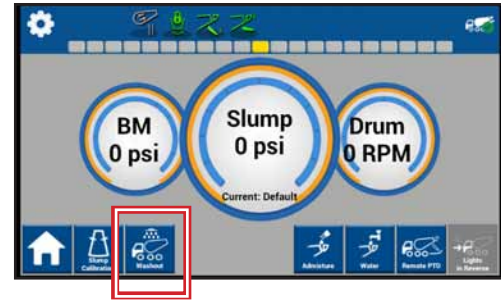 BM
0 psi
Slump
0 psi
Current: Default
Drum
0 RPM
Slump
Calibration
Washout
Admixture
Water
Remote PTO
Lights
in Reverse